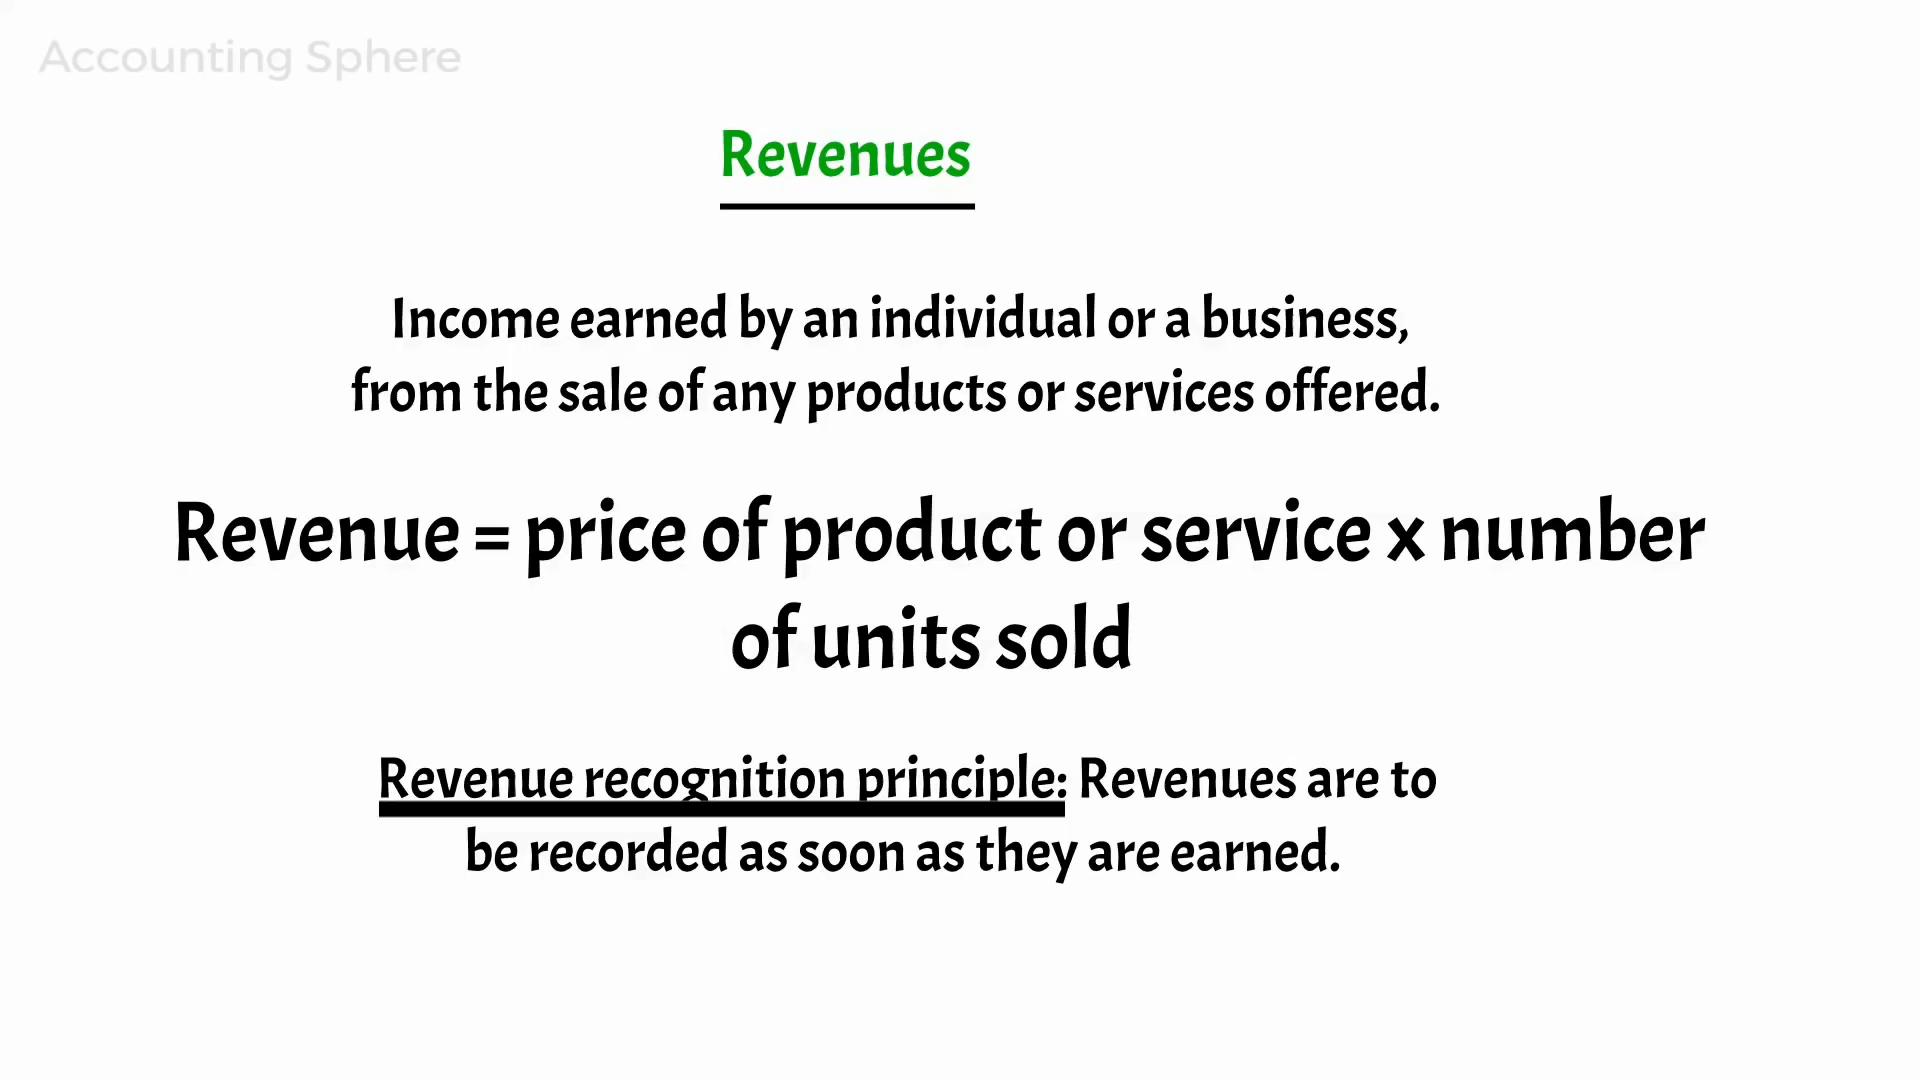 Accounting Sphere
Revenues
Income earned by an individual or a business,
from the sale of any products or services offered.
Revenue = price of product or service x number
of units sold
Revenue recognition principle: Revenues are to
be recorded as soon as they are earned.